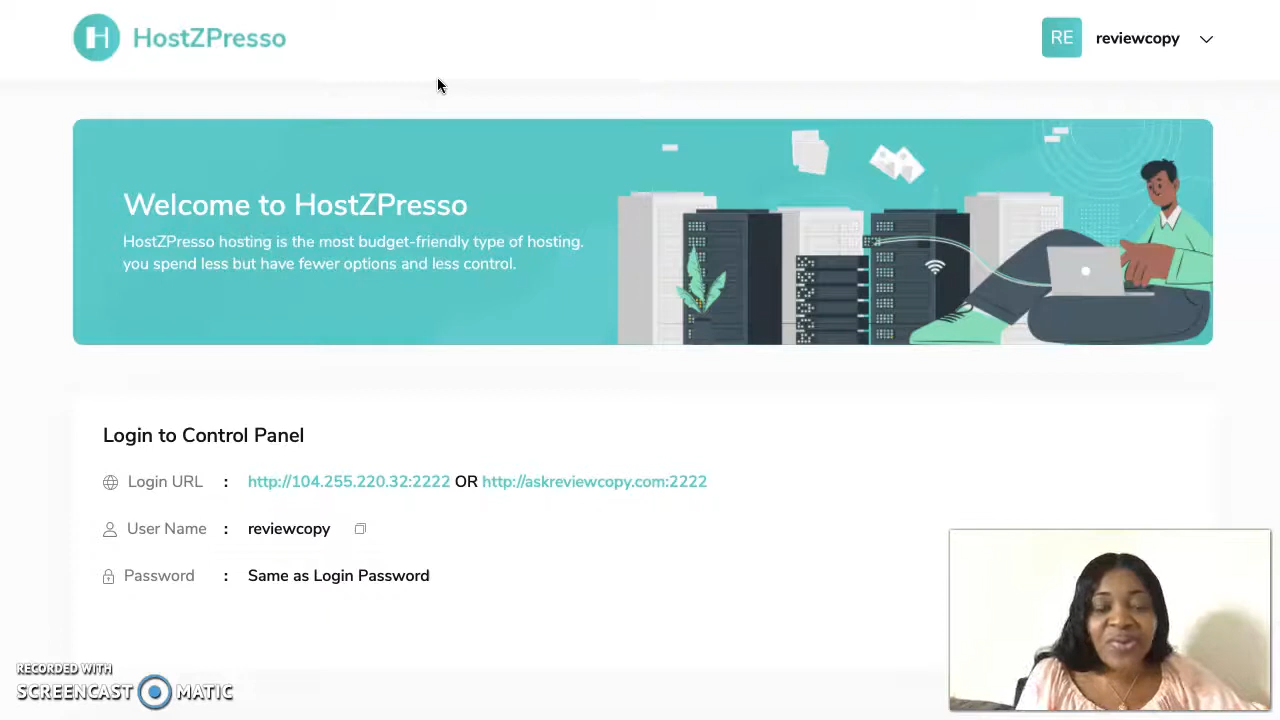 HostZPresso
RE reviewcopy
Welcome to HostZPresso
HostZPresso hosting is the most budget-friendly type of hosting.
you spend less but have fewer options and less control.
Login to Control Panel
Login URL : http://104.255.220.32:2222 OR http://askreviewcopy.com:2222
User Name : reviewcopy
Password : Same as Login Password
RECORDED WITH
SCREENCAST MATIC